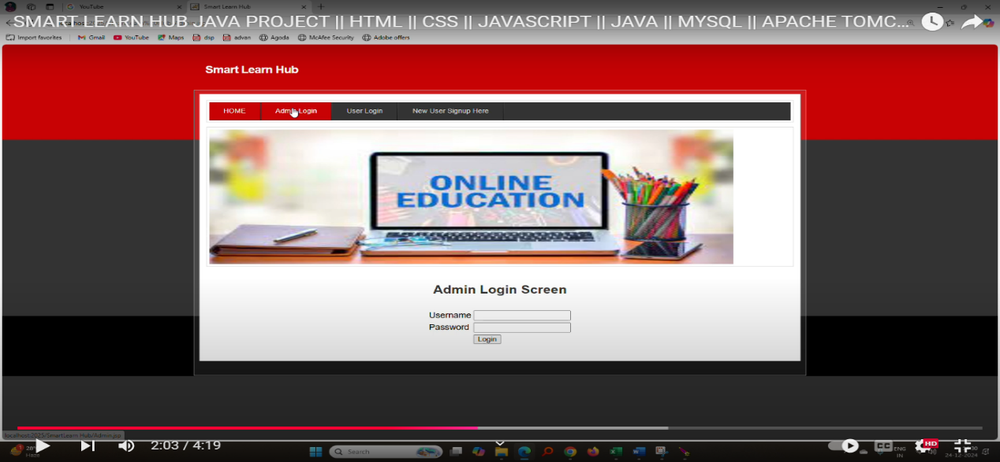 YouTube
Smart Learn Hub
SMART LEARN HUB JAVA PROJECT || HTML || CSS || JAVASCRIPT || JAVA || MYSQL || APACHE TOMC...
Import favorites
Gmail
YouTube
Maps
dsp
advan
Agoda
McAfee Security
Adobe offers
Smart Learn Hub
HOME
Admin Login
User Login
New User Signup Here
ONLINE
EDUCATION
Admin Login Screen
Username
Password
Login
localhost:2025/SmartLearn Hub/Admin.jsp
2:03 / 4:19
Haze
Search
CC
ENG
IN
HD
24-12-2024